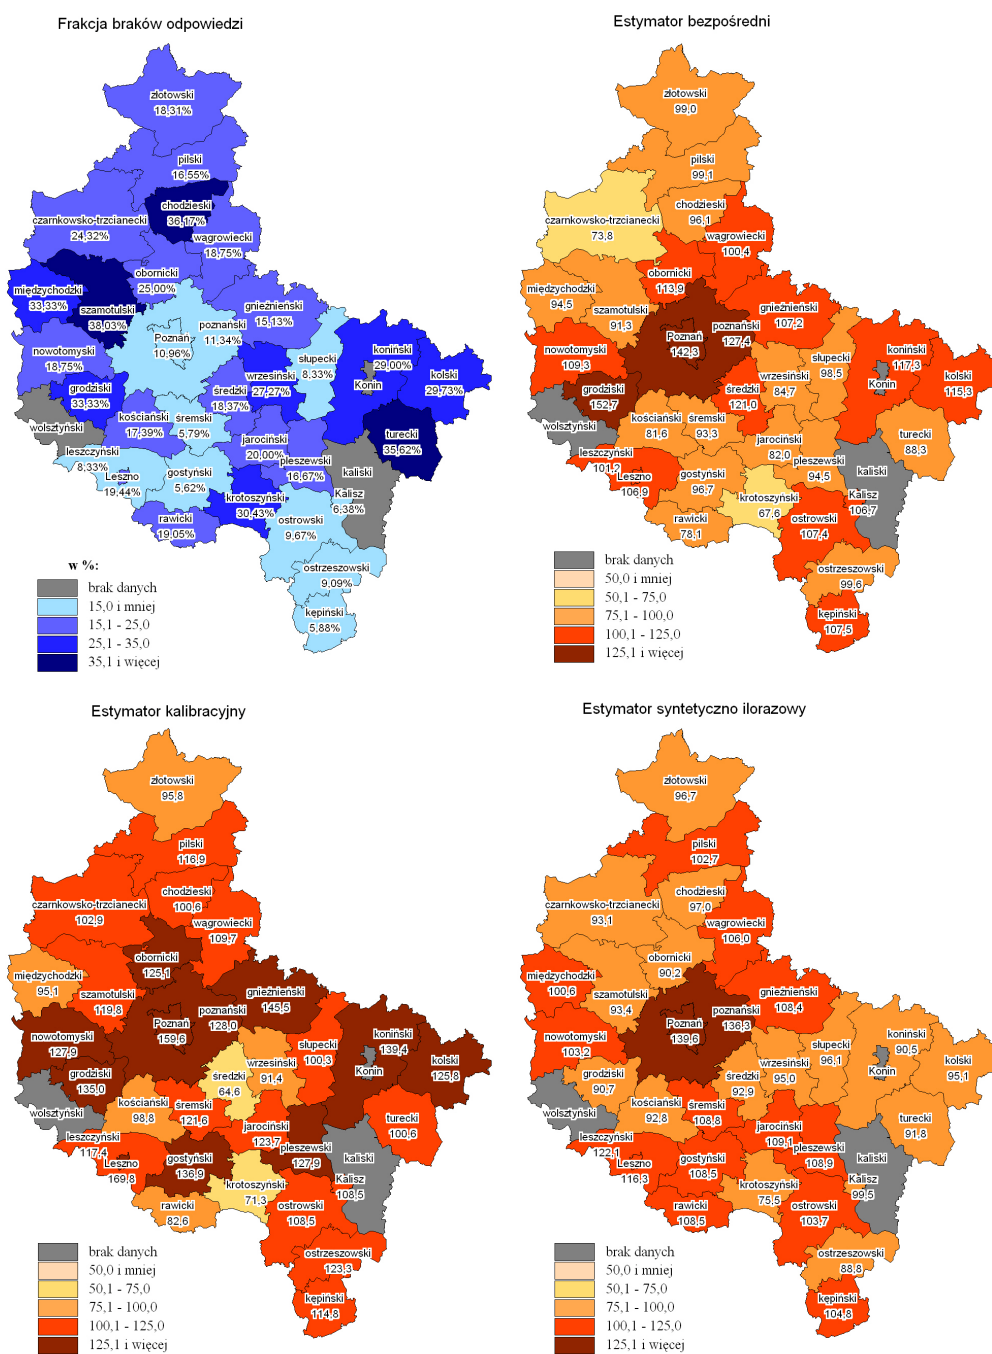 Frakcja braków odpowiedzi
złotowski
18,31%
pilski
16,55%
chodzieski
36,17%
czarnkowsko-trzcianecki
24,32%
wągrowiecki
18,75%
obornicki
25,00%
międzychodzki
33,33%
szamotulski
38,03%
gnieźnieński
15,13%
poznański
11,34%
Poznań
10,96%
nowotomyski
18,75%
słupecki
8,33%
koniński
29,00%
Konin
kolski
29,73%
wrzesiński
27,27%
grodziski
33,33%
średzki
18,37%
wolsztyński
kościański
17,39%
śremski
5,79%
jarociński
20,00%
turecki
35,62%
leszczyński
8,33%
Leszno
19,44%
gostyński
5,62%
pleszewski
16,67%
kaliski
Kalisz
6,38%
krotoszyński
30,43%
rawicki
19,05%
ostrowski
9,67%
ostrzeszowski
9,09%
kępiński
5,88%
w %:
brak danych
15,0 i mniej
15,1 - 25,0
25,1 - 35,0
35,1 i więcej
Estymator bezpośredni
złotowski
99,0
pilski
99,1
chodzieski
96,1
czarnkowsko-trzcianecki
73,8
wągrowiecki
100,4
obornicki
113,9
międzychodzki
94,5
szamotulski
91,3
gnieźnieński
107,2
poznański
127,4
Poznań
142,3
nowotomyski
109,3
słupecki
98,5
koniński
117,3
Konin
kolski
115,3
wrzesiński
84,7
grodziski
152,7
średzki
121,0
wolsztyński
kościański
81,6
śremski
93,3
jarociński
82,0
turecki
88,3
leszczyński
101,2
Leszno
106,9
gostyński
96,7
pleszewski
94,5
kaliski
Kalisz
106,7
krotoszyński
67,6
rawicki
78,1
ostrowski
107,4
ostrzeszowski
99,6
kępiński
107,5
brak danych
50,0 i mniej
50,1 - 75,0
75,1 - 100,0
100,1 - 125,0
125,1 i więcej
Estymator kalibracyjny
złotowski
95,8
pilski
116,9
chodzieski
100,6
czarnkowsko-trzcianecki
102,9
wągrowiecki
109,7
obornicki
125,1
międzychodzki
95,1
szamotulski
119,8
gnieźnieński
145,5
poznański
128,0
Poznań
159,6
nowotomyski
127,9
słupecki
100,3
koniński
139,4
Konin
kolski
125,8
wrzesiński
91,4
grodziski
135,0
średzki
64,6
wolsztyński
kościański
98,8
śremski
121,6
jarociński
123,7
turecki
100,6
leszczyński
117,4
Leszno
169,8
gostyński
136,9
pleszewski
127,9
kaliski
Kalisz
108,5
krotoszyński
71,3
rawicki
82,6
ostrowski
108,5
ostrzeszowski
123,3
kępiński
114,8
brak danych
50,0 i mniej
50,1 - 75,0
75,1 - 100,0
100,1 - 125,0
125,1 i więcej
Estymator syntetyczno ilorazowy
złotowski
96,7
pilski
102,7
chodzieski
97,0
czarnkowsko-trzcianecki
93,1
wągrowiecki
106,0
obornicki
90,2
międzychodzki
100,6
szamotulski
93,4
gnieźnieński
108,4
poznański
136,3
Poznań
139,6
nowotomyski
103,2
słupecki
96,1
koniński
90,5
Konin
kolski
95,1
wrzesiński
95,0
grodziski
90,7
średzki
92,9
wolsztyński
kościański
92,8
śremski
108,8
jarociński
109,1
turecki
91,8
leszczyński
122,1
Leszno
116,3
gostyński
108,5
pleszewski
108,9
kaliski
Kalisz
99,5
krotoszyński
75,5
rawicki
108,5
ostrowski
103,7
ostrzeszowski
88,8
kępiński
104,8
brak danych
50,0 i mniej
50,1 - 75,0
75,1 - 100,0
100,1 - 125,0
125,1 i więcej